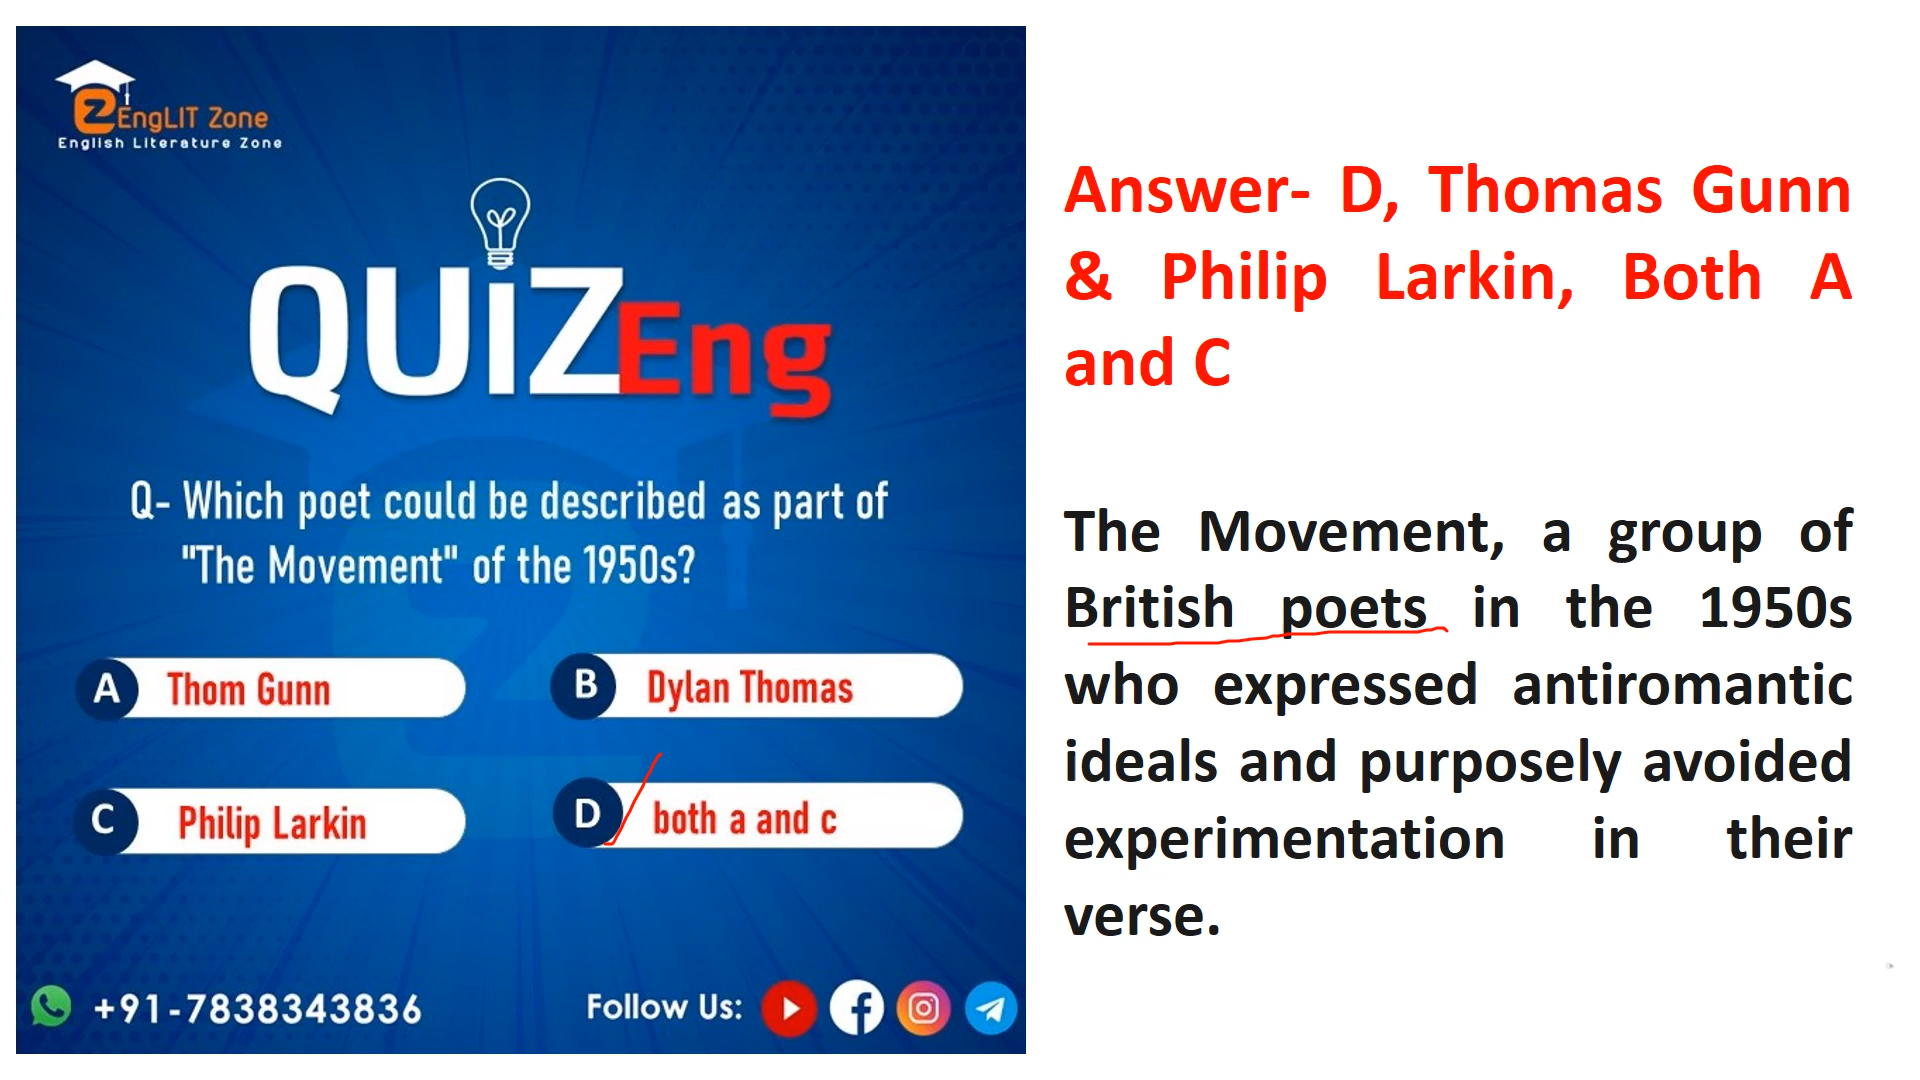 EngLIT Zone
English Literature Zone
QUiZEng
Q- Which poet could be described as part of
"The Movement" of the 1950s?
A Thom Gunn
B Dylan Thomas
C Philip Larkin
D both a and c
+91-7838343836
Follow Us:
Answer- D, Thomas Gunn
& Philip Larkin, Both A
and C
The Movement, a group of
British poets in the 1950s
who expressed antiromantic
ideals and purposely avoided
experimentation in their
verse.